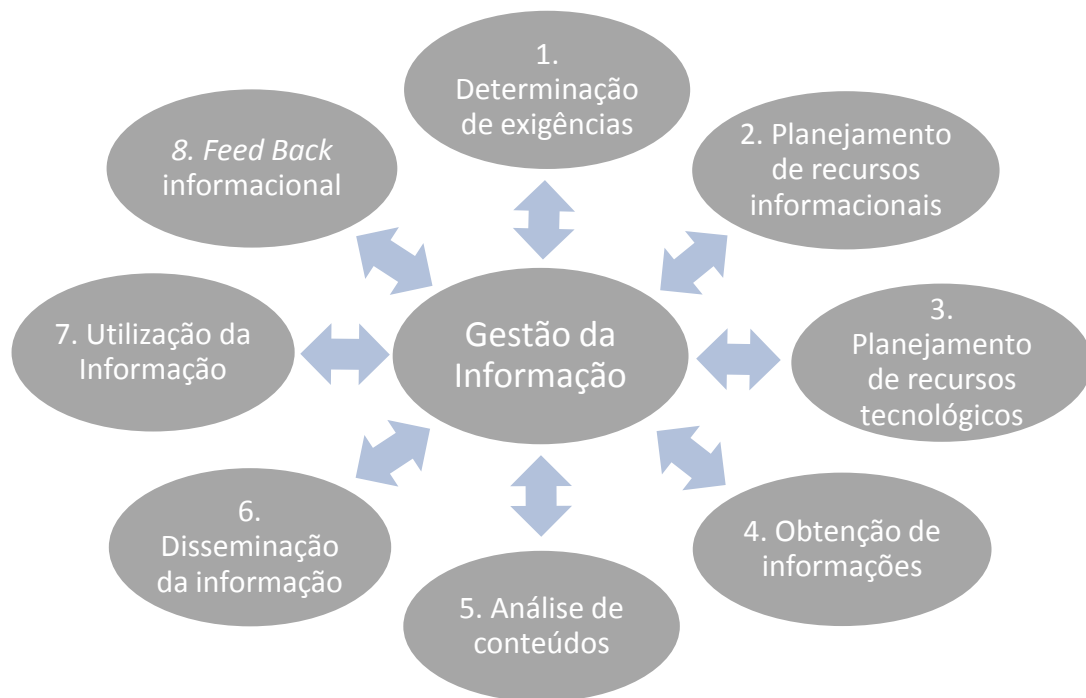 1.
Determinação
de exigências
2. Planejamento
de recursos
informacionais
3.
Planejamento
de recursos
tecnológicos
4. Obtenção de
informações
5. Análise de
conteúdos
6.
Disseminação
da informação
7. Utilização da
Informação
8. Feed Back
informacional
Gestão da
Informação